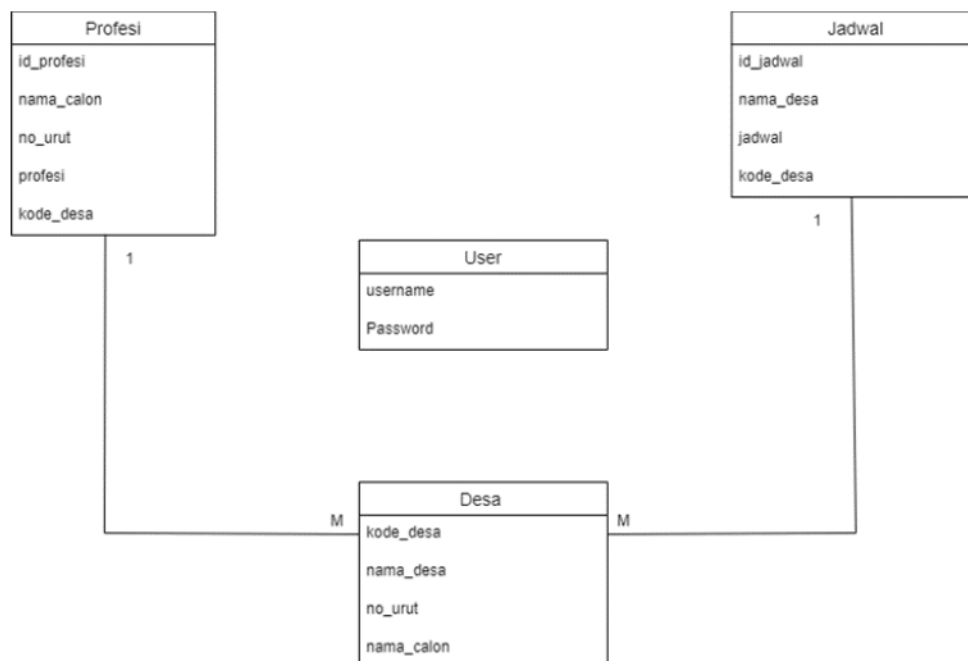 Profesi
id_profesi
nama_calon
no_urut
profesi
kode_desa
1
Jadwal
id_jadwal
nama_desa
jadwal
kode_desa
1
User
username
Password
M
Desa
M
kode_desa
nama_desa
no_urut
nama_calon